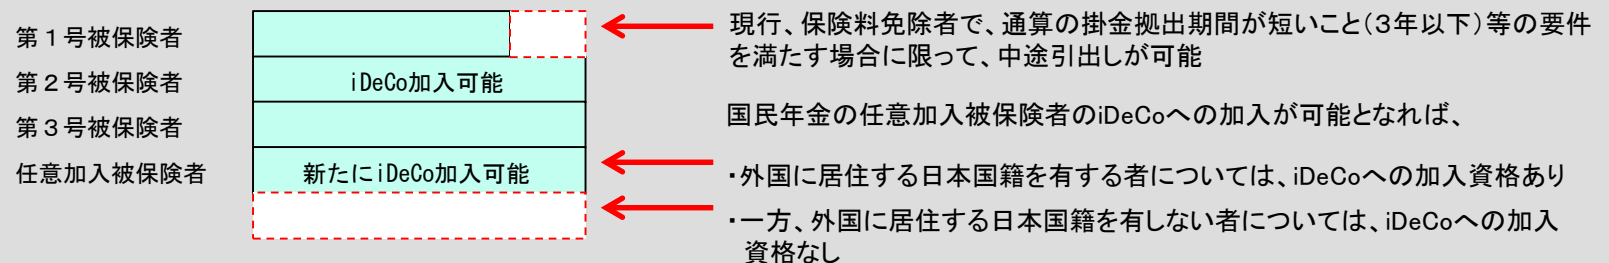 第１号被保険者
第２号被保険者
第３号被保険者
任意加入被保険者
iDeCo加入可能
新たにiDeCo加入可能
現行、保険料免除者で、通算の掛金拠出期間が短いこと（３年以下）等の要件
を満たす場合に限って、中途引出しが可能
国民年金の任意加入被保険者のiDeCoへの加入が可能となれば、
・外国に居住する日本国籍を有する者については、iDeCoへの加入資格あり
・一方、外国に居住する日本国籍を有しない者については、iDeCoへの加入
資格なし